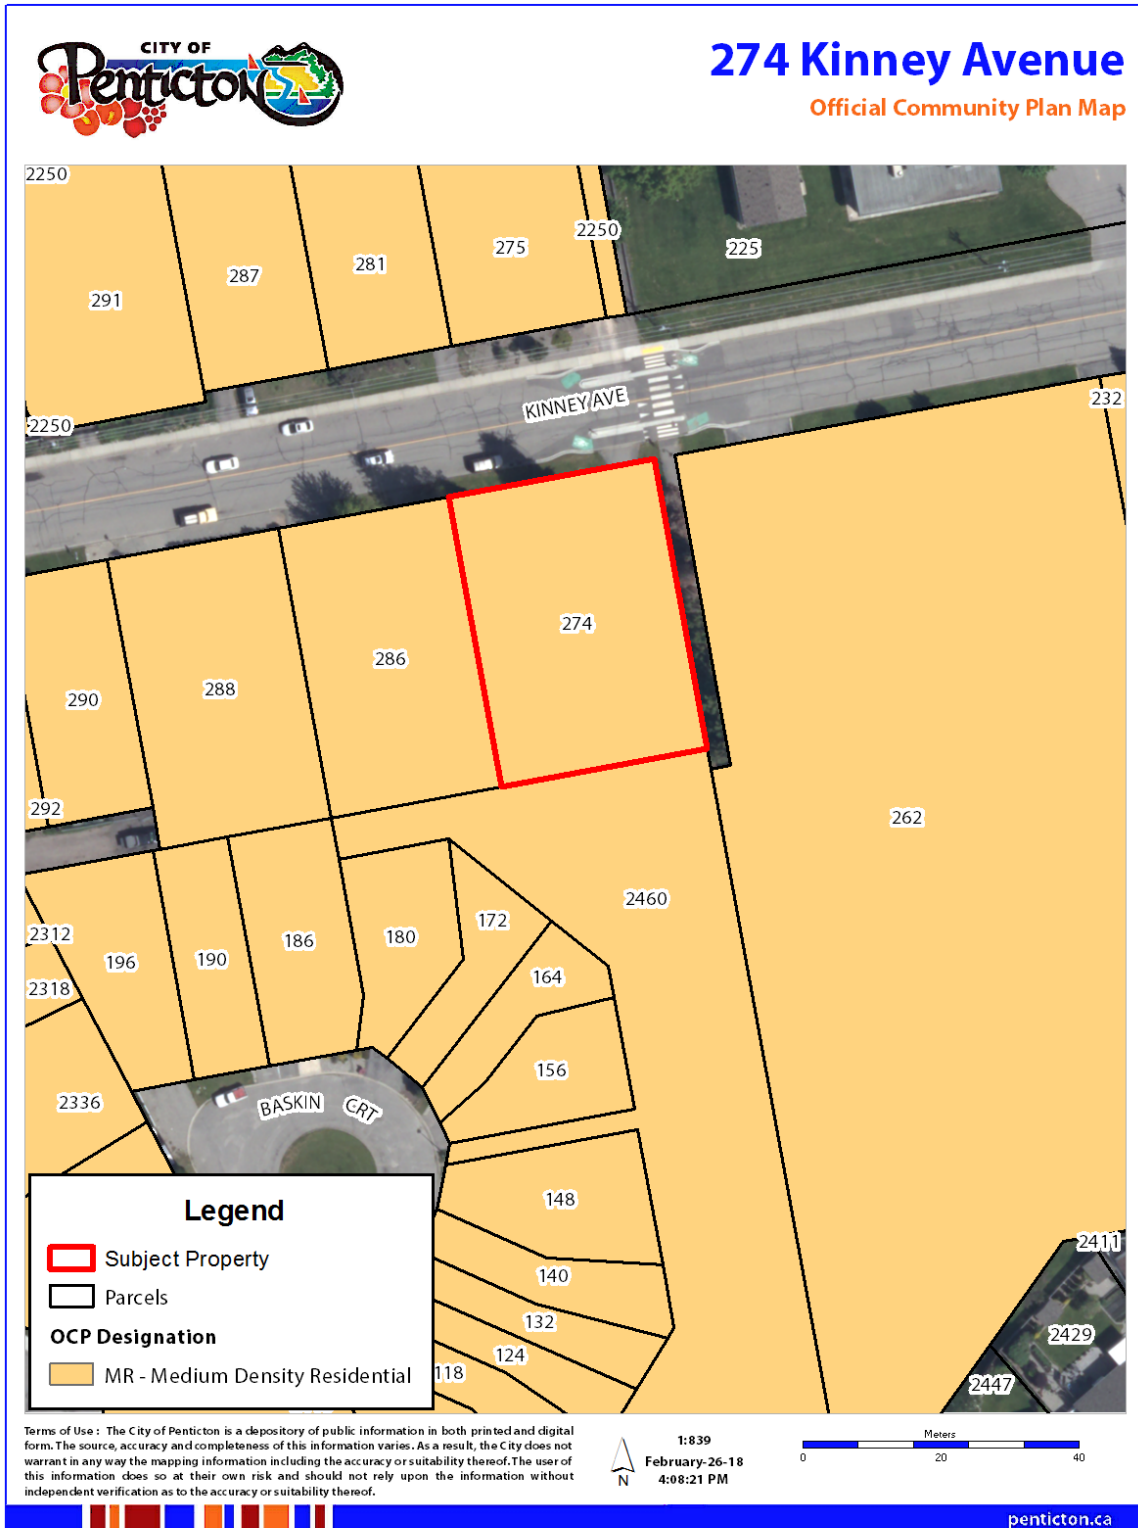 CITY OF
Penticton
274 Kinney Avenue
Official Community Plan Map
2250
291
287
281
275
2250
225
2250
KINNEY AVE
232
290
288
286
274
292
262
2460
2312
2318
196
190
186
180
172
164
156
2336
BASKIN CRT
148
140
132
124
118
2411
2429
2447
Legend
Subject Property
Parcels
OCP Designation
MR - Medium Density Residential
Terms of Use : The City of Penticton is a depository of public information in both printed and digital
form. The source, accuracy and completeness of this information varies. As a result, the City does not
warrant in any way the mapping information including the accuracy or suitability thereof. The user of
this information does so at their own risk and should not rely upon the information without
independent verification as to the accuracy or suitability thereof.
N
1:839
February-26-18
4:08:21 PM
Meters
0 20 40
penticton.ca